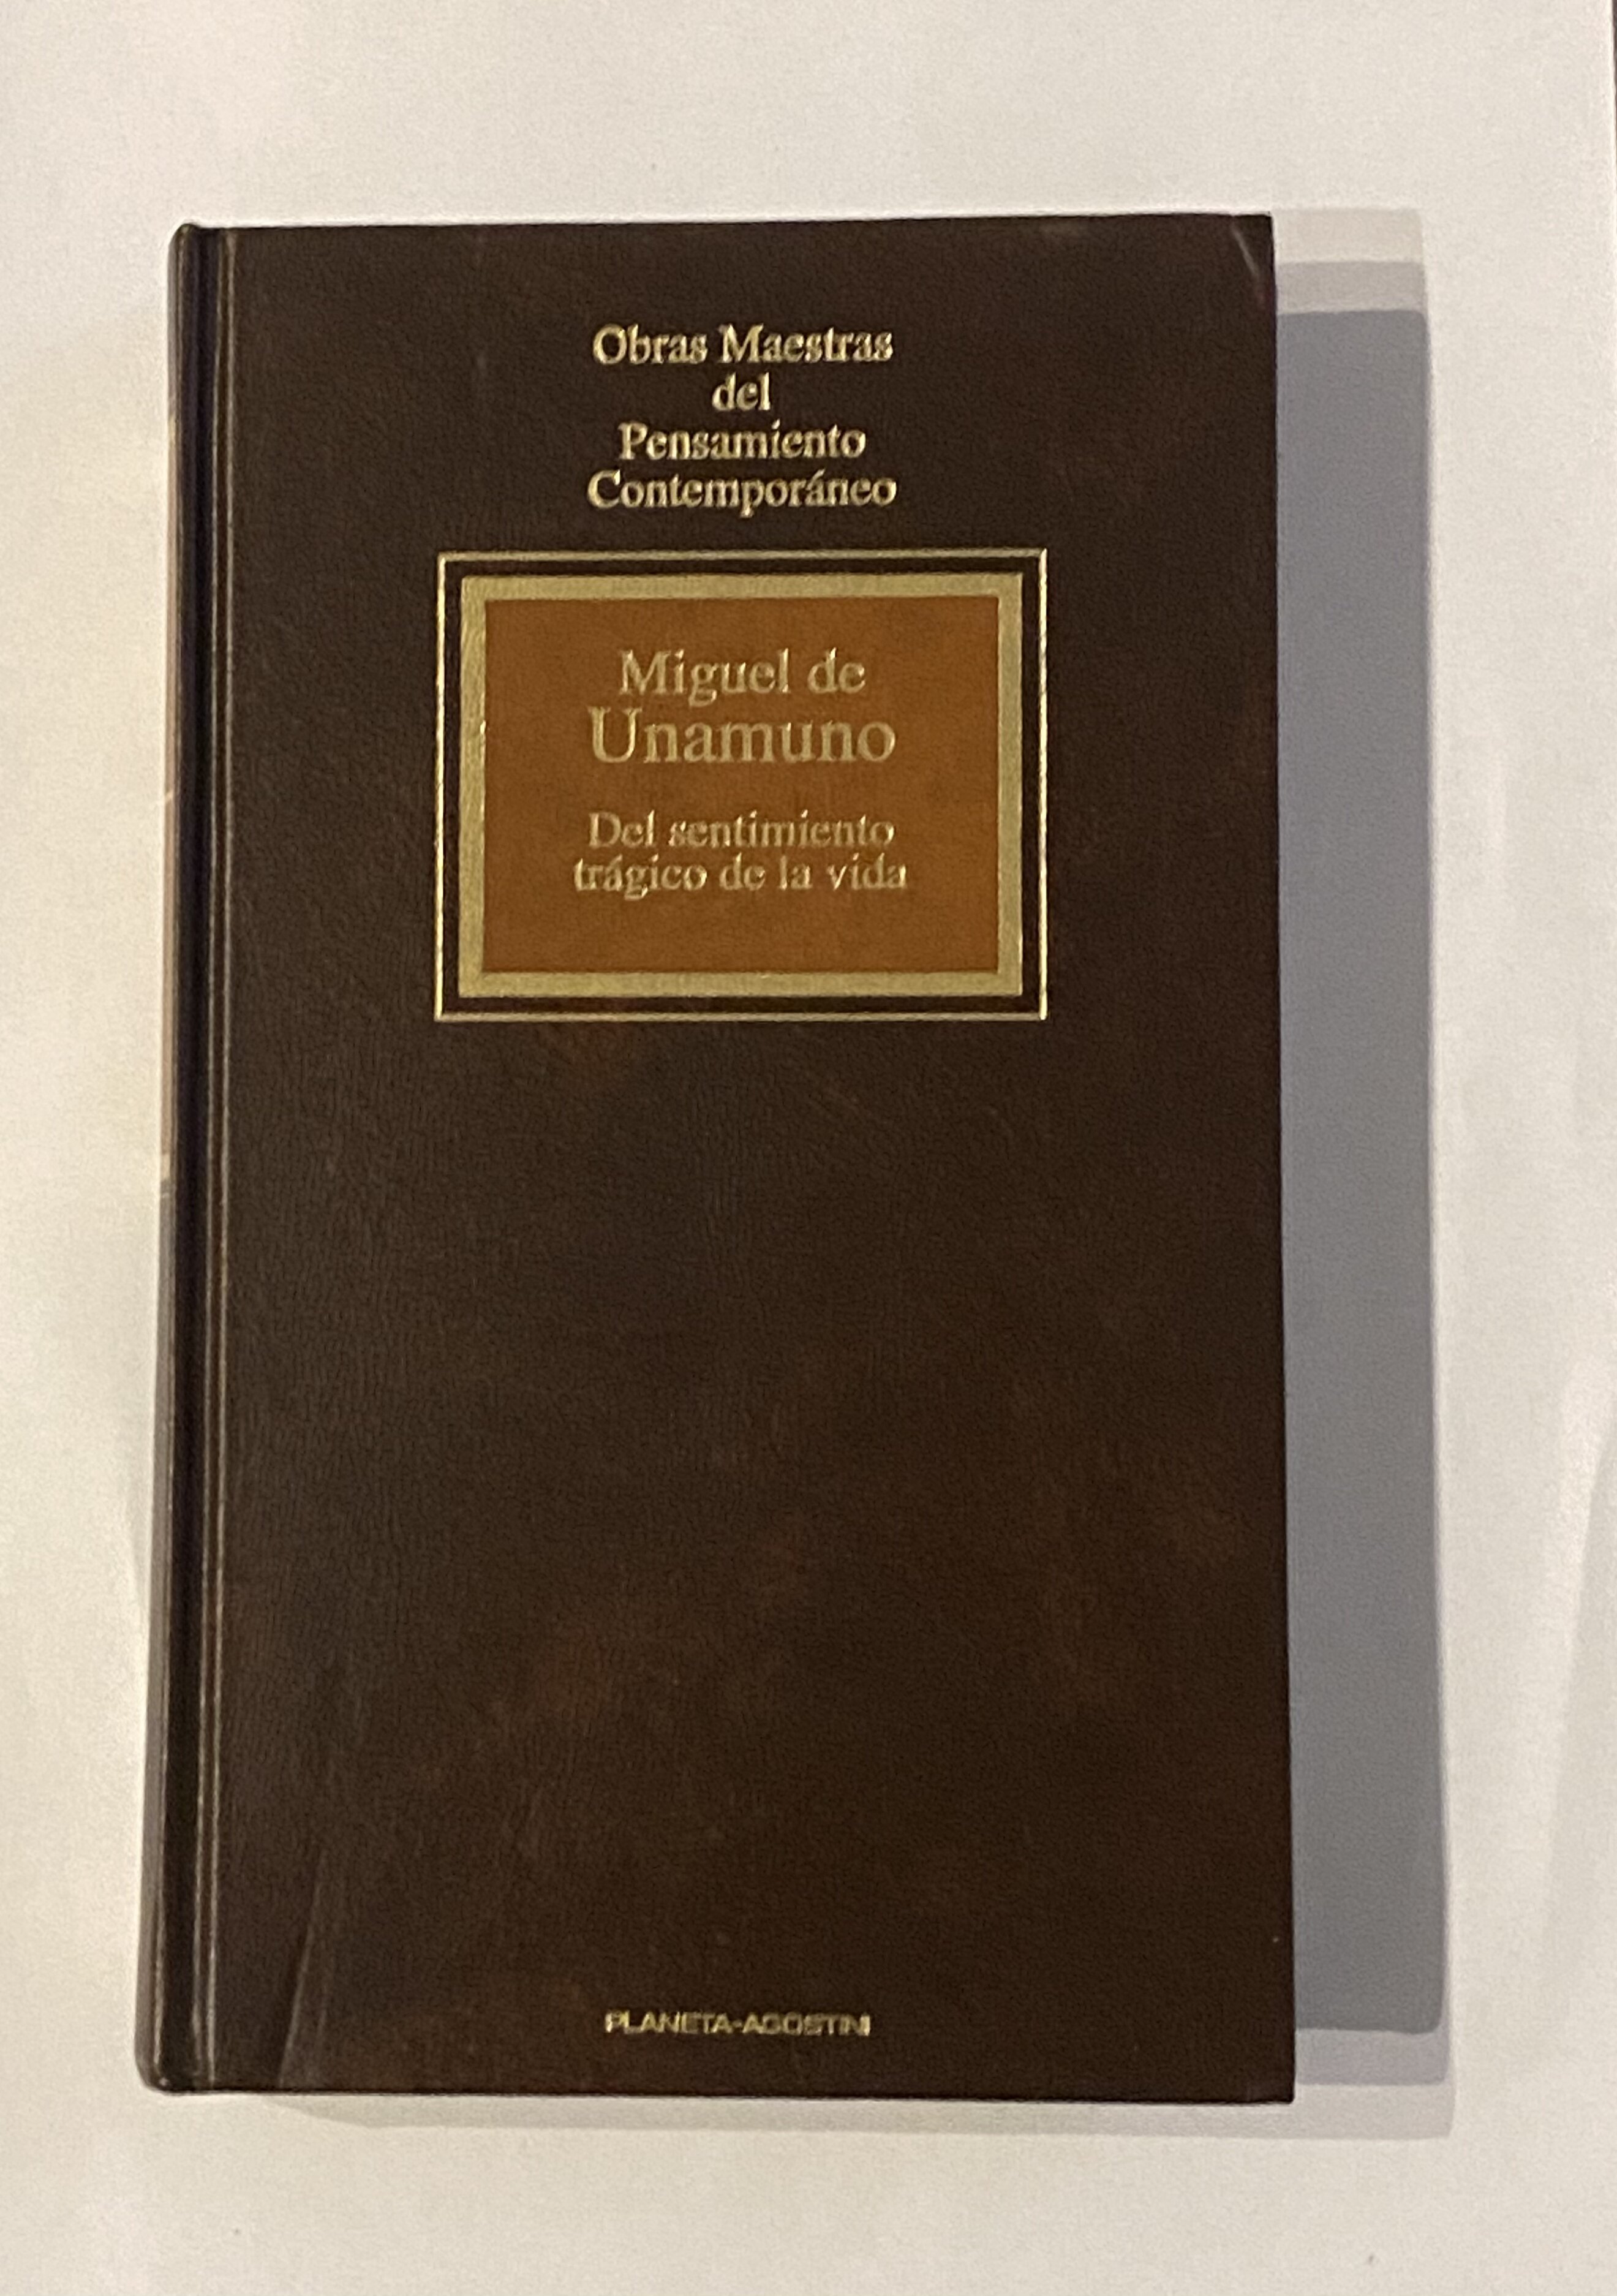 Obras Maestras
del
Pensamiento
Contemporáneo
Miguel de
Unamuno
Del sentimiento
trágico de la vida
PLANETA-AGOSTINI